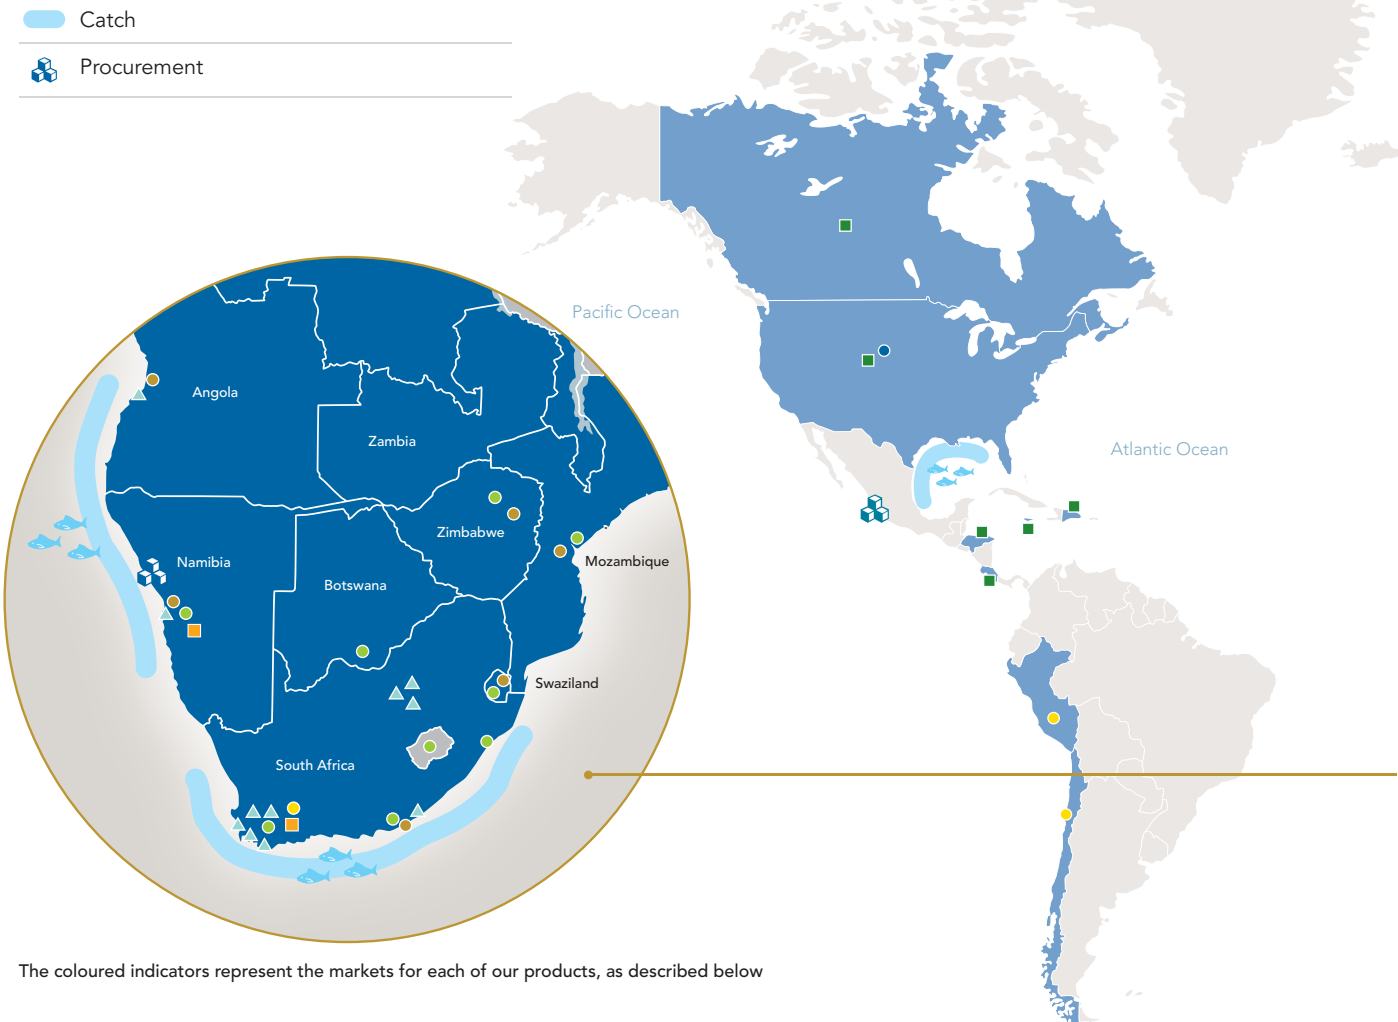 Catch
Procurement
Pacific Ocean
Atlantic Ocean
Angola
Zambia
Zimbabwe
Namibia
Mozambique
Botswana
Swaziland
South Africa
The coloured indicators represent the markets for each of our products, as described below